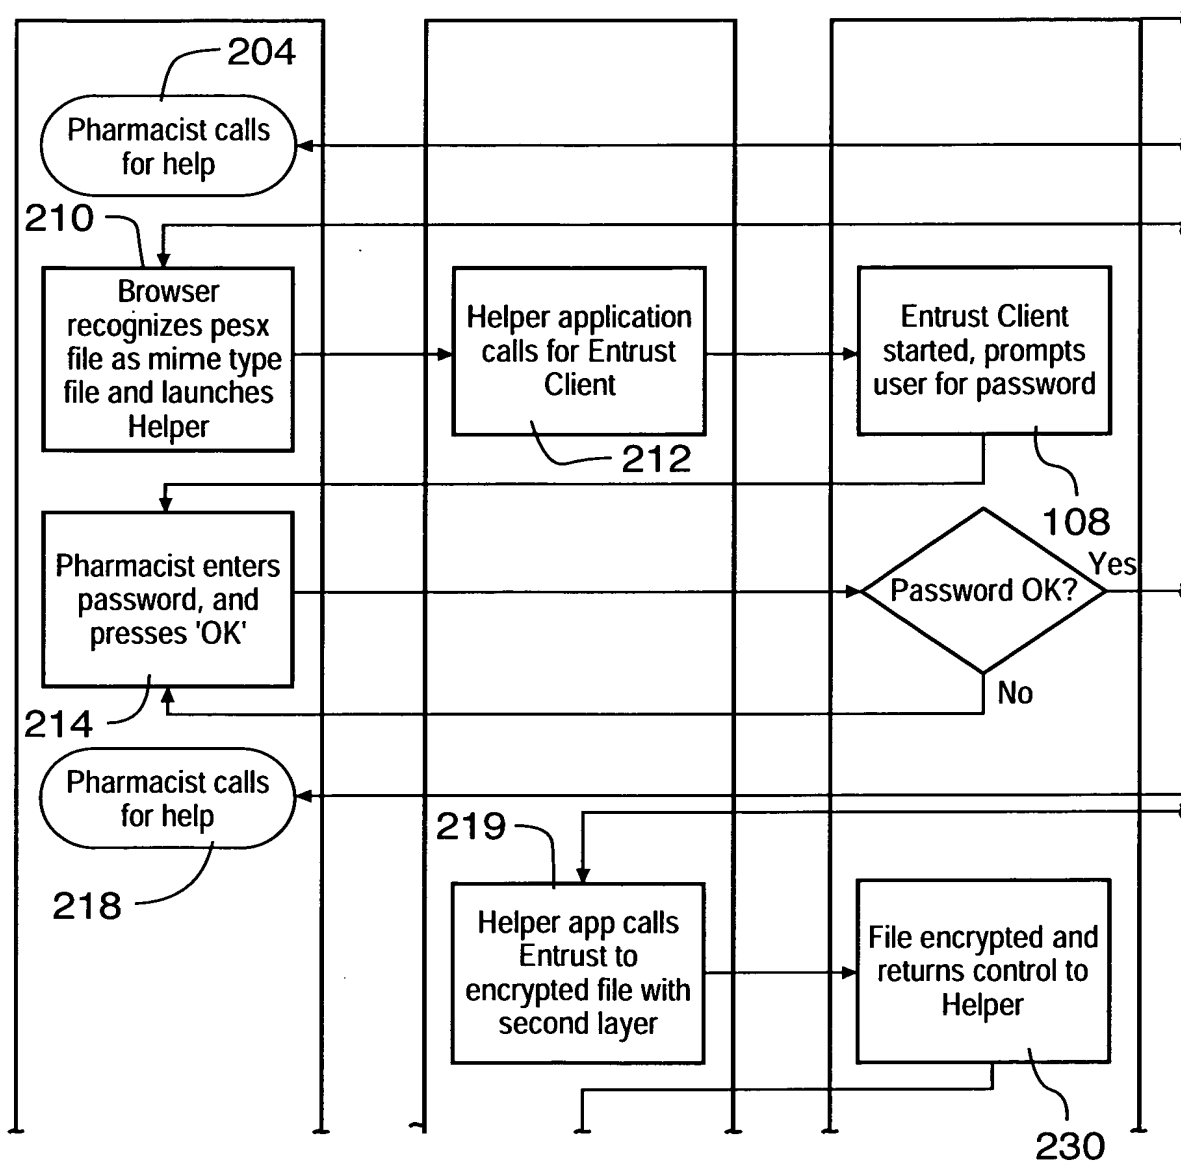 204
Pharmacist calls
for help
210
Browser
recognizes pesx
file as mime type
file and launches
Helper
Helper application
calls for Entrust
Client
212
Entrust Client
started, prompts
user for password
108
Pharmacist enters
password, and
presses 'OK'
214
Password OK?
Yes
No
Pharmacist calls
for help
218
219
Helper app calls
Entrust to
encrypted file with
second layer
File encrypted and
returns control to
Helper
230